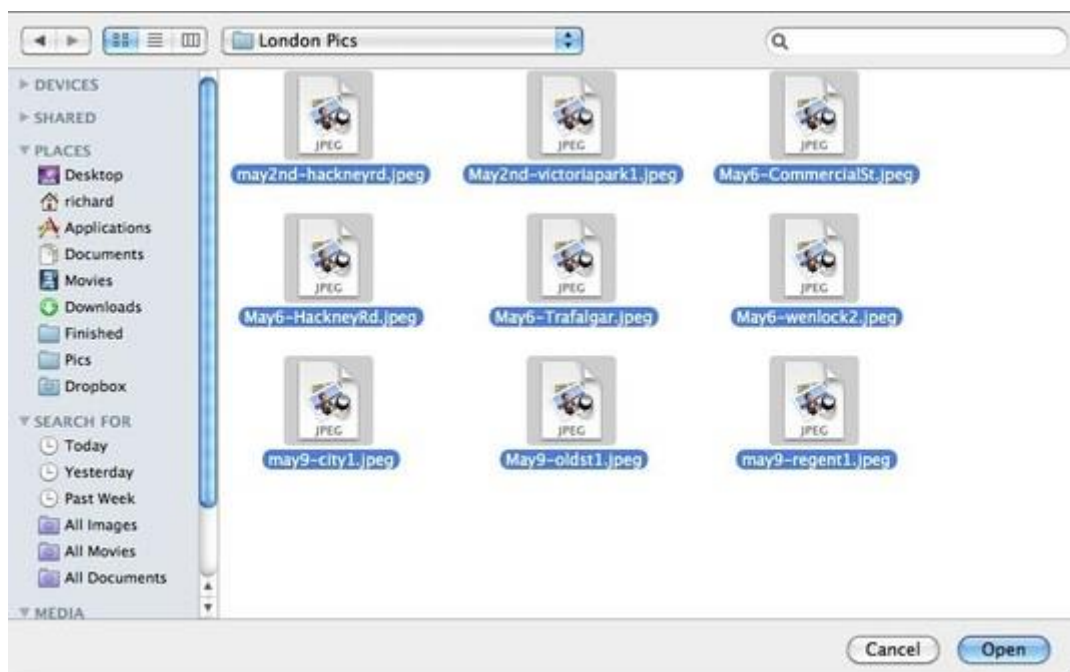 London Pics
DEVICES
SHARED
PLACES
Desktop
richard
Applications
Documents
Movies
Downloads
Finished
Pics
Dropbox
SEARCH FOR
Today
Yesterday
Past Week
All Images
All Movies
All Documents
MEDIA
JPEG JPEG JPEG
may2nd-hackneyrd.jpeg May2nd-victoriapark1.jpeg May6-CommercialSt.jpeg
JPEG JPEG JPEG
May6-HackneyRd.jpeg May6-Trafalgar.jpeg May6-wenlock2.jpeg
JPEG JPEG JPEG
may9-city1.jpeg May9-oldst1.jpeg may9-regent1.jpeg
Cancel Open